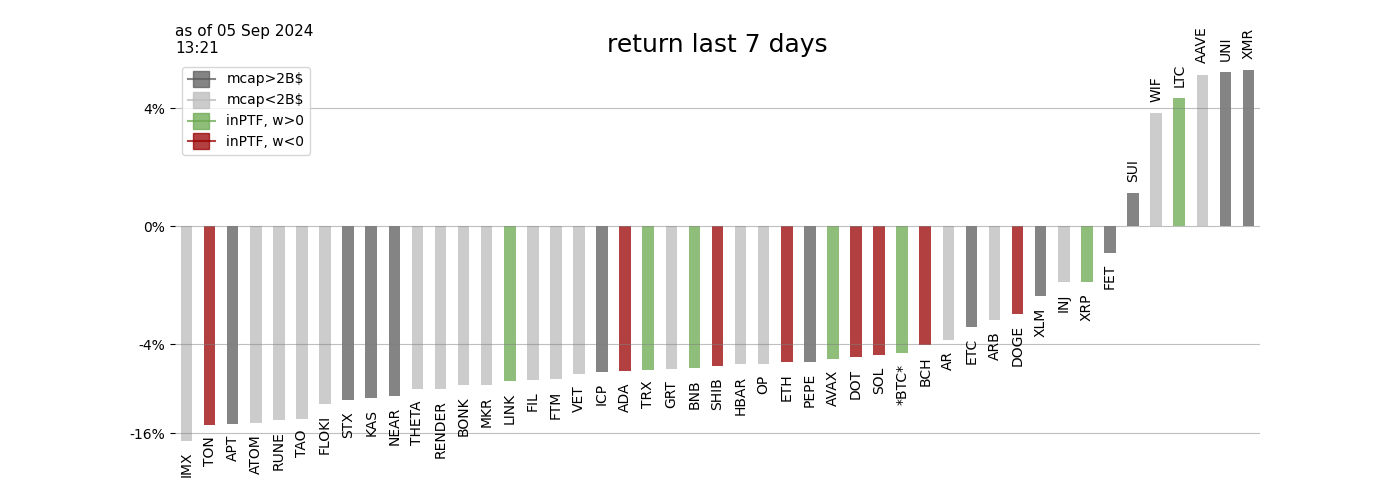 as of 05 Sep 2024
13:21
return last 7 days
mcap>2B$
mcap<2B$
inPTF, w>0
inPTF, w<0
4%
0%
-4%
-16%
IMX
TON
APT
ATOM
RUNE
TAO
FLOKI
STX
KAS
NEAR
THETA
RENDER
BONK
MKR
LINK
FIL
FTM
VET
ICP
ADA
TRX
GRT
BNB
SHIB
HBAR
OP
ETH
PEPE
AVAX
DOT
SOL
*BTC*
BCH
AR
ETC
ARB
DOGE
XLM
INJ
XRP
FET
SUI
WIF
LTC
AAVE
UNI
XMR